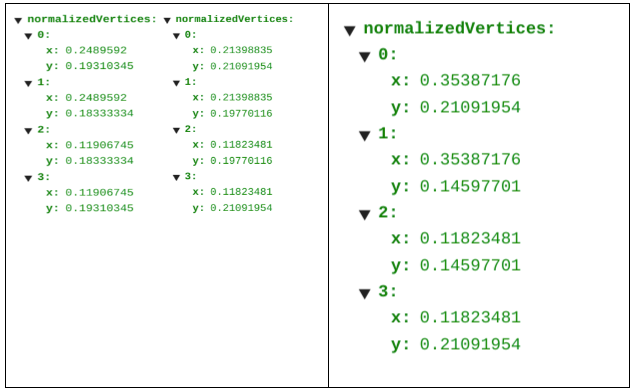 ▼ normalizedVertices:
▼ 0:
x: 0.2489592
y: 0.19310345
▼ 1:
x: 0.2489592
y: 0.18333334
▼ 2:
x: 0.11906745
y: 0.18333334
▼ 3:
x: 0.11906745
y: 0.19310345
▼ normalizedVertices:
▼ 0:
x: 0.21398835
y: 0.21091954
▼ 1:
x: 0.21398835
y: 0.19770116
▼ 2:
x: 0.11823481
y: 0.19770116
▼ 3:
x: 0.11823481
y: 0.21091954
▼ normalizedVertices:
▼ 0:
x: 0.35387176
y: 0.21091954
▼ 1:
x: 0.35387176
y: 0.14597701
▼ 2:
x: 0.11823481
y: 0.14597701
▼ 3:
x: 0.11823481
y: 0.21091954